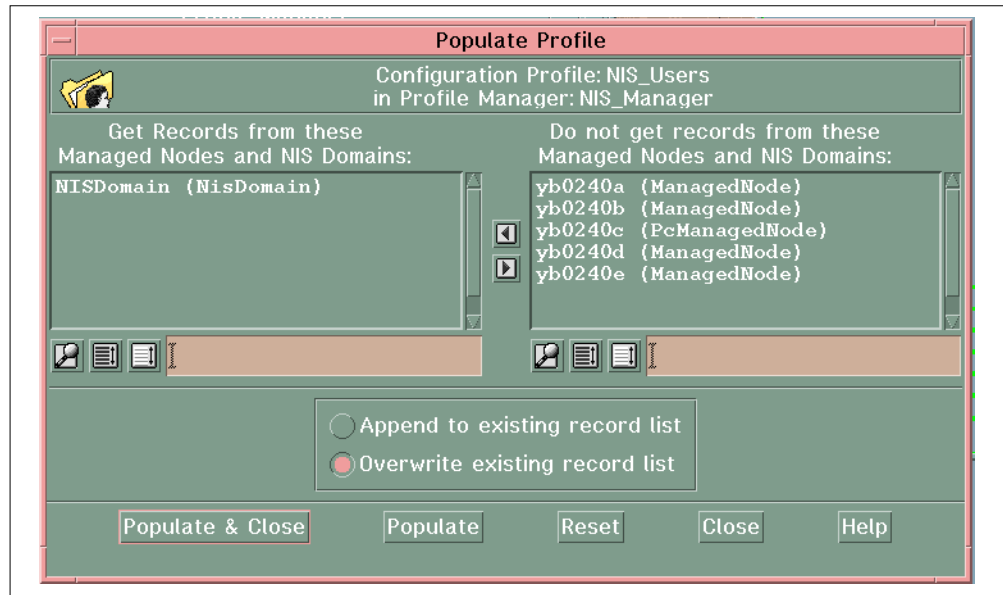 Populate Profile
Configuration Profile: NIS_Users
in Profile Manager: NIS_Manager
Get Records from these
Managed Nodes and NIS Domains:
NISDomain (NisDomain)
Do not get records from these
Managed Nodes and NIS Domains:
yb0240a (ManagedNode)
yb0240b (ManagedNode)
yb0240c (PcManagedNode)
yb0240d (ManagedNode)
yb0240e (ManagedNode)
Append to existing record list
Overwrite existing record list
Populate & Close
Populate
Reset
Close
Help